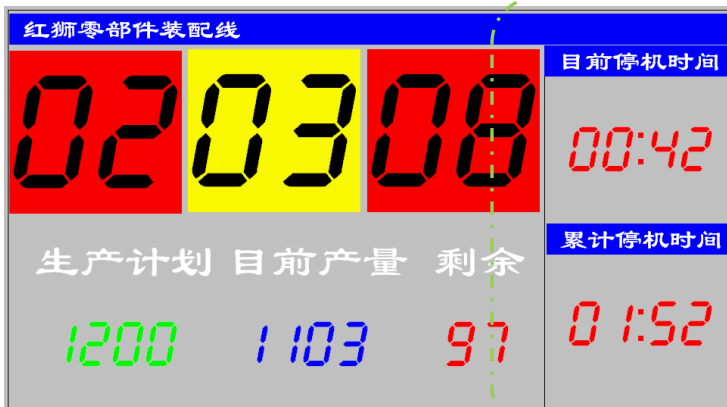 红狮零部件装配线
02 03 08
目前停机时间
00:42
累计停机时间
01:52
生产计划 目前产量 剩余
1200 1103 97